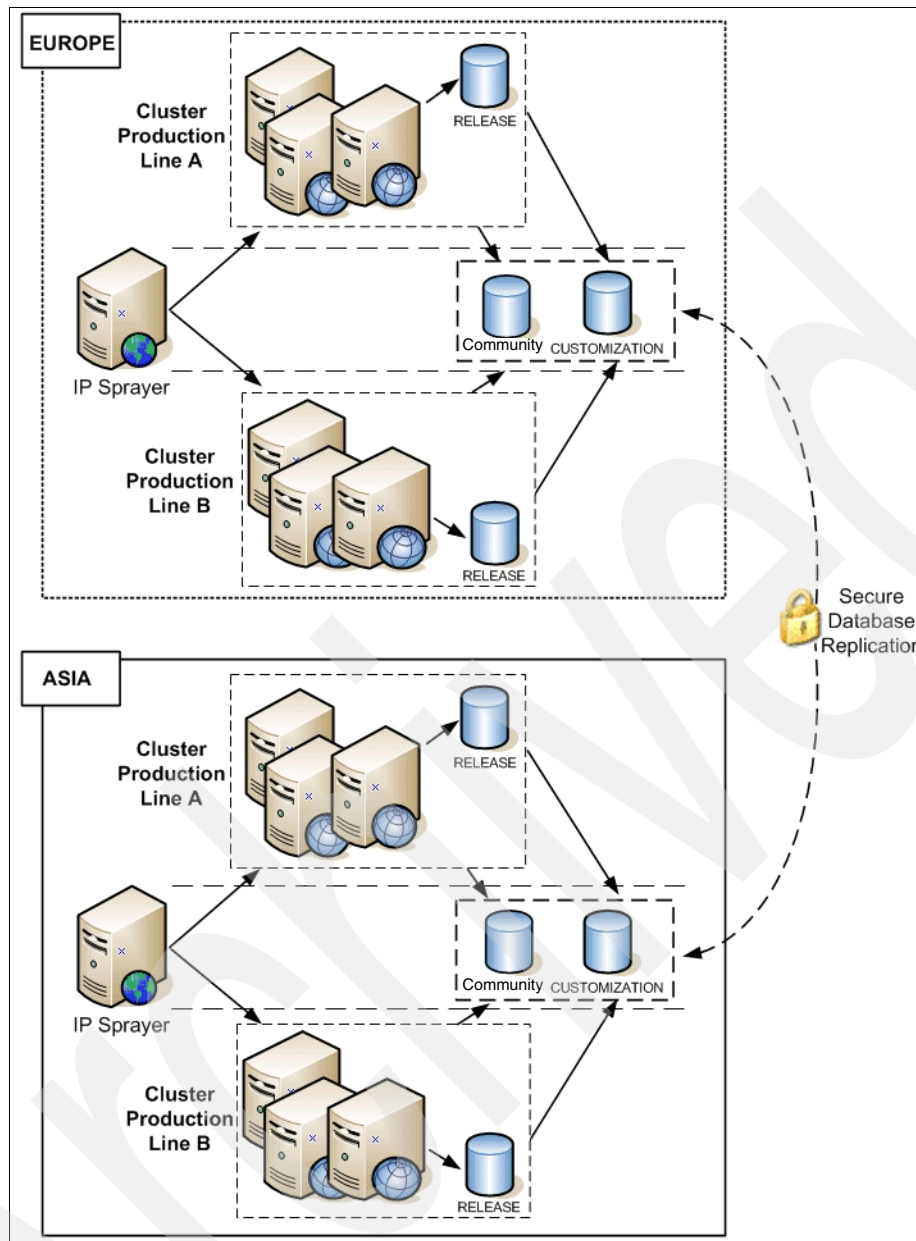 EUROPE
Cluster
Production
Line A
RELEASE
IP Sprayer
Community
CUSTOMIZATION
Cluster
Production
Line B
RELEASE
Secure
Database
Replication
ASIA
Cluster
Production
Line A
RELEASE
IP Sprayer
Community
CUSTOMIZATION
Cluster
Production
Line B
RELEASE
Archived